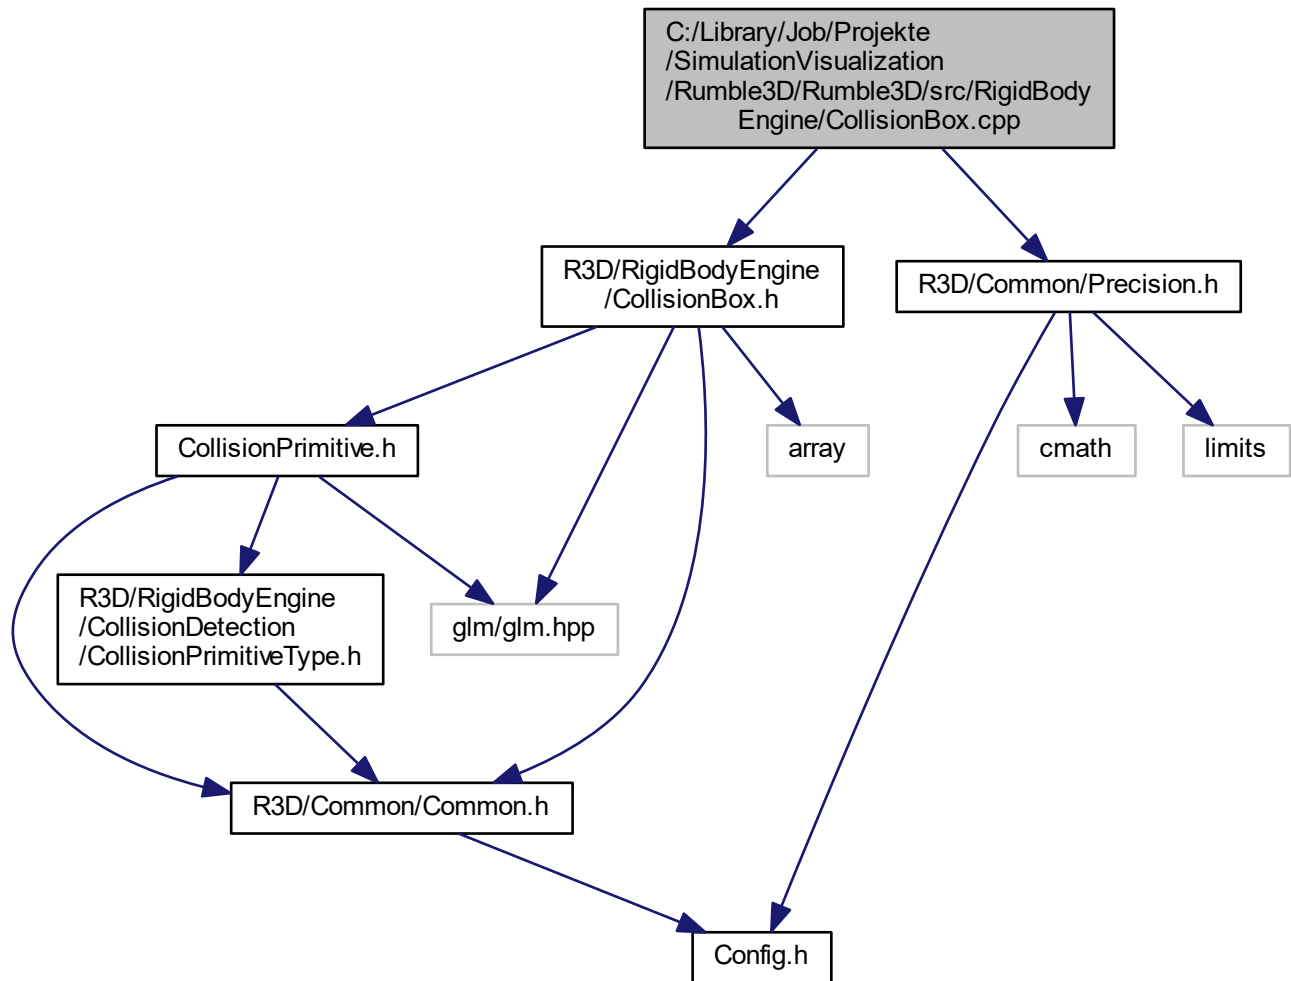 C:/Library/Job/Projekte
/SimulationVisualization
/Rumble3D/Rumble3D/src/RigidBody
Engine/CollisionBox.cpp
R3D/RigidBodyEngine
/CollisionBox.h
R3D/Common/Precision.h
CollisionPrimitive.h
array
cmath
limits
R3D/RigidBodyEngine
/CollisionDetection
/CollisionPrimitiveType.h
glm/glm.hpp
R3D/Common/Common.h
Config.h